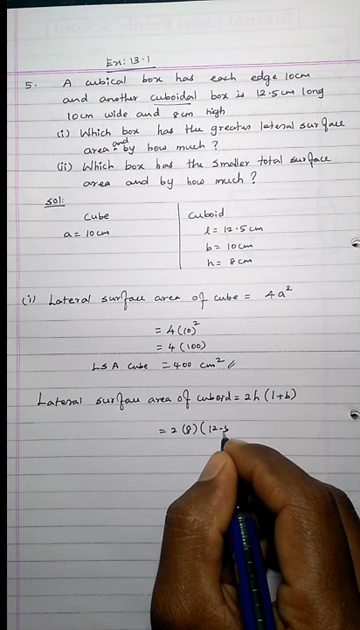 Ex: 13.1
5. A cubical box has each edge 10cm
and another cuboidal box is 12.5cm long
10cm wide and 8cm high
(i) Which box has the greater lateral surface
area and by how much ?
(ii) Which box has the smaller total surface
area and by how much ?
sol:
Cube
a = 10cm
Cuboid
l = 12.5cm
b = 10cm
h = 8cm
(i) Lateral surface area of cube = 4a²
= 4(10)²
= 4(100)
LSA cube = 400 cm² //
Lateral surface area of cuboid = 2h (l+b)
= 2 (8) (12.5